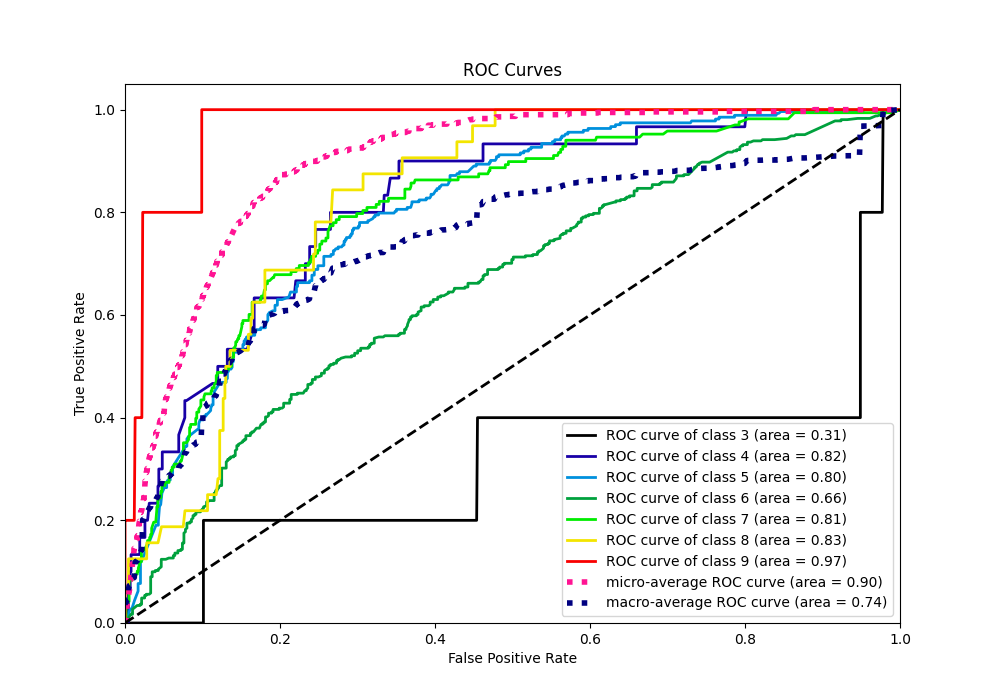 ROC Curves
True Positive Rate
1.0
0.8
0.6
0.4
0.2
0.0
ROC curve of class 3 (area = 0.31)
ROC curve of class 4 (area = 0.82)
ROC curve of class 5 (area = 0.80)
ROC curve of class 6 (area = 0.66)
ROC curve of class 7 (area = 0.81)
ROC curve of class 8 (area = 0.83)
ROC curve of class 9 (area = 0.97)
micro-average ROC curve (area = 0.90)
macro-average ROC curve (area = 0.74)
0.0 0.2 0.4 0.6 0.8 1.0
False Positive Rate